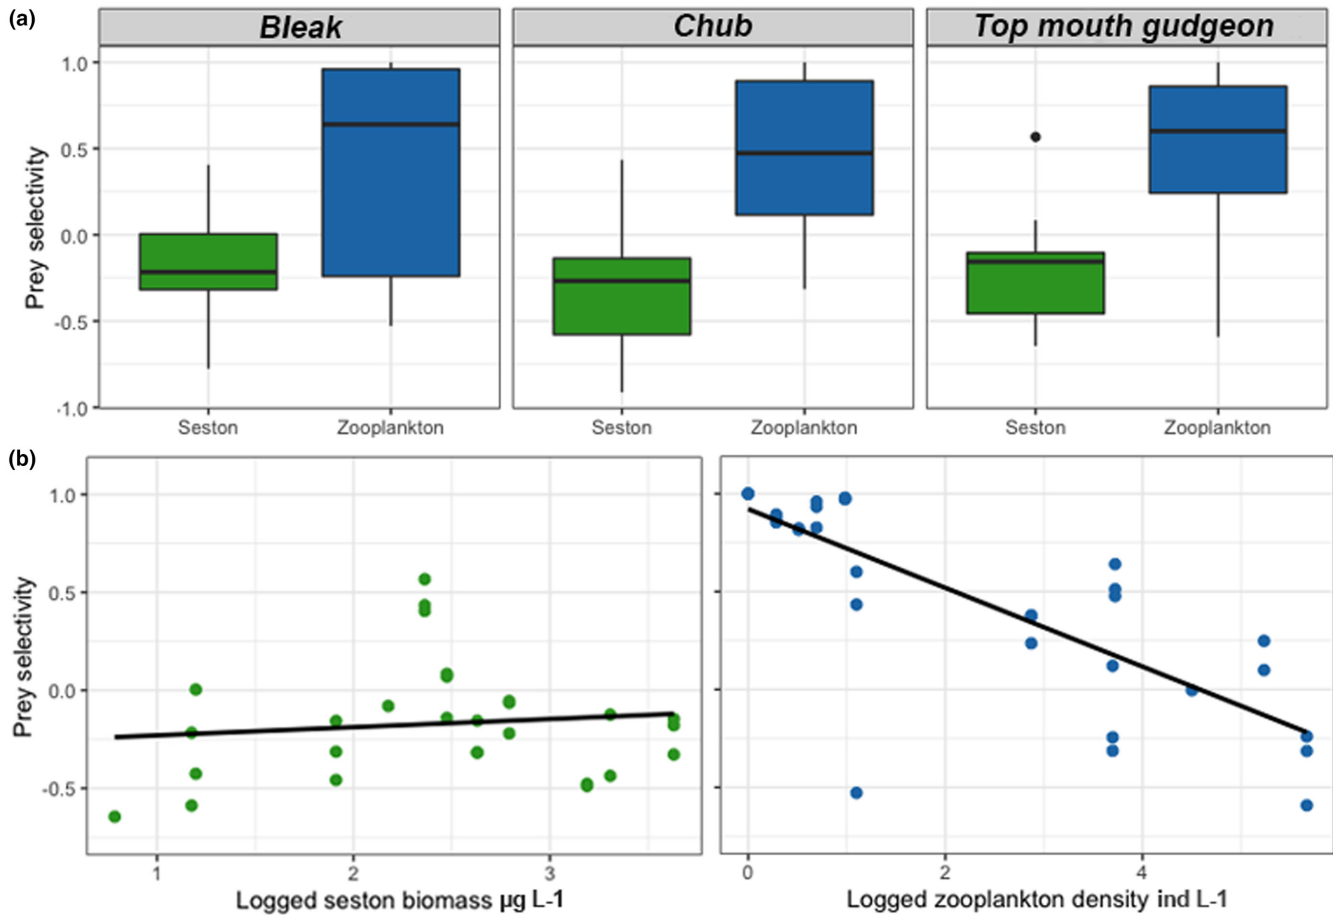 (a)
Bleak Chub Top mouth gudgeon
Prey selectivity
1.0
0.5
0.0
-0.5
-1.0
Seston Zooplankton Seston Zooplankton Seston Zooplankton
(b)
Prey selectivity
1.0
0.5
0.0
-0.5
1 2 3 0 2 4
Logged seston biomass µg L-1 Logged zooplankton density ind L-1